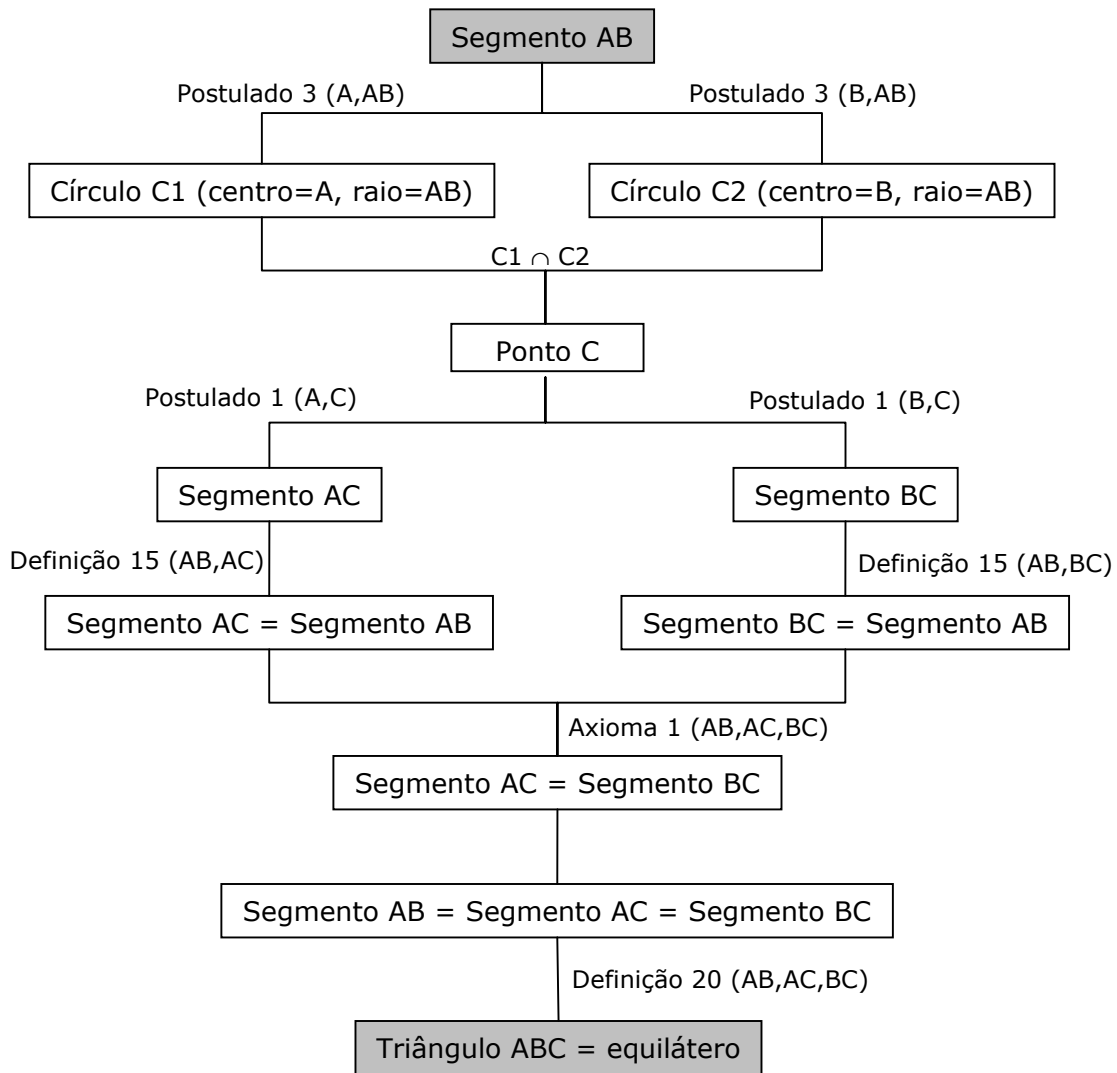 Segmento AB
Postulado 3 (A,AB)
Postulado 3 (B,AB)
Círculo C1 (centro=A, raio=AB)
Círculo C2 (centro=B, raio=AB)
C1 ∩ C2
Ponto C
Postulado 1 (A,C)
Postulado 1 (B,C)
Segmento AC
Segmento BC
Definição 15 (AB,AC)
Definição 15 (AB,BC)
Segmento AC = Segmento AB
Segmento BC = Segmento AB
Axioma 1 (AB,AC,BC)
Segmento AC = Segmento BC
Segmento AB = Segmento AC = Segmento BC
Definição 20 (AB,AC,BC)
Triângulo ABC = equilátero